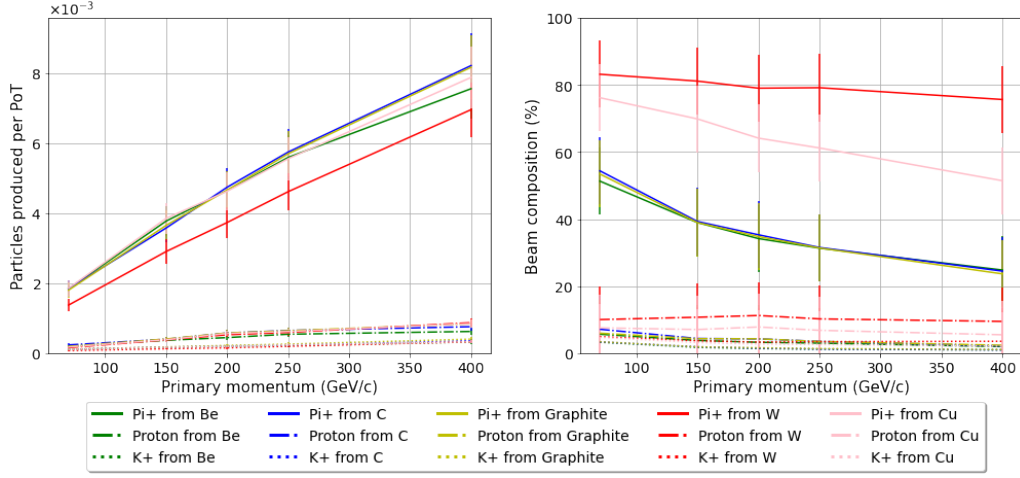 ×10⁻³
8
6
4
2
0
Particles produced per PoT
100 150 200 250 300 350 400
Primary momentum (GeV/c)
100
80
60
40
20
0
Beam composition (%)
100 150 200 250 300 350 400
Primary momentum (GeV/c)
Pi+ from Be Pi+ from C Pi+ from Graphite Pi+ from W Pi+ from Cu
Proton from Be Proton from C Proton from Graphite Proton from W Proton from Cu
K+ from Be K+ from C K+ from Graphite K+ from W K+ from Cu